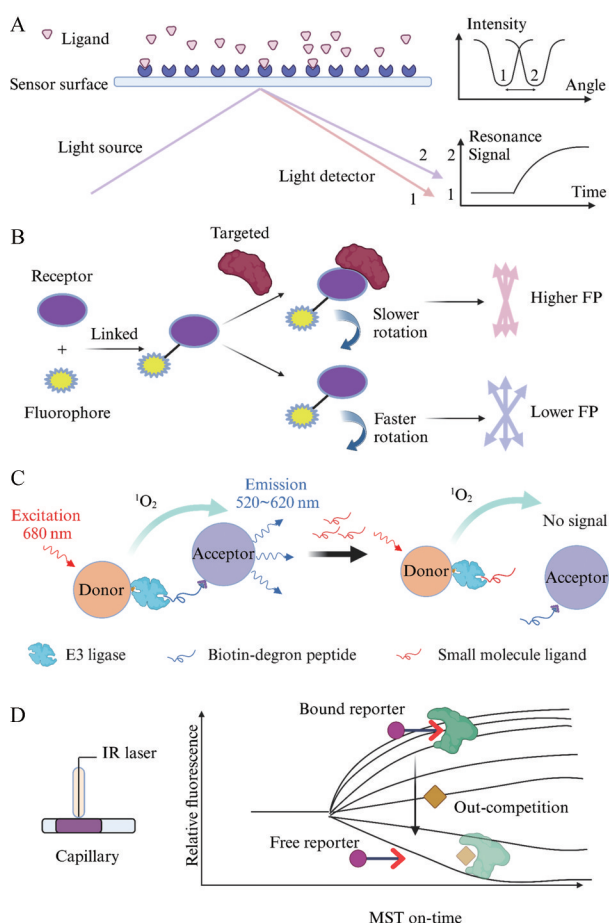 A
Ligand
Sensor surface
Light source
Light detector
2
1
Intensity
1 2
Angle
2
Resonance
Signal
1
Time
B
Targeted
Receptor
Linked
+
Fluorophore
Slower
rotation
Higher FP
Faster
rotation
Lower FP
C
Emission
520~620 nm
¹O₂
¹O₂
Excitation
680 nm
No signal
Acceptor
Donor
Donor
Acceptor
E3 ligase
Biotin-degron peptide
Small molecule ligand
D
IR laser
Capillary
Relative fluorescence
Bound reporter
Out-competition
Free reporter
MST on-time